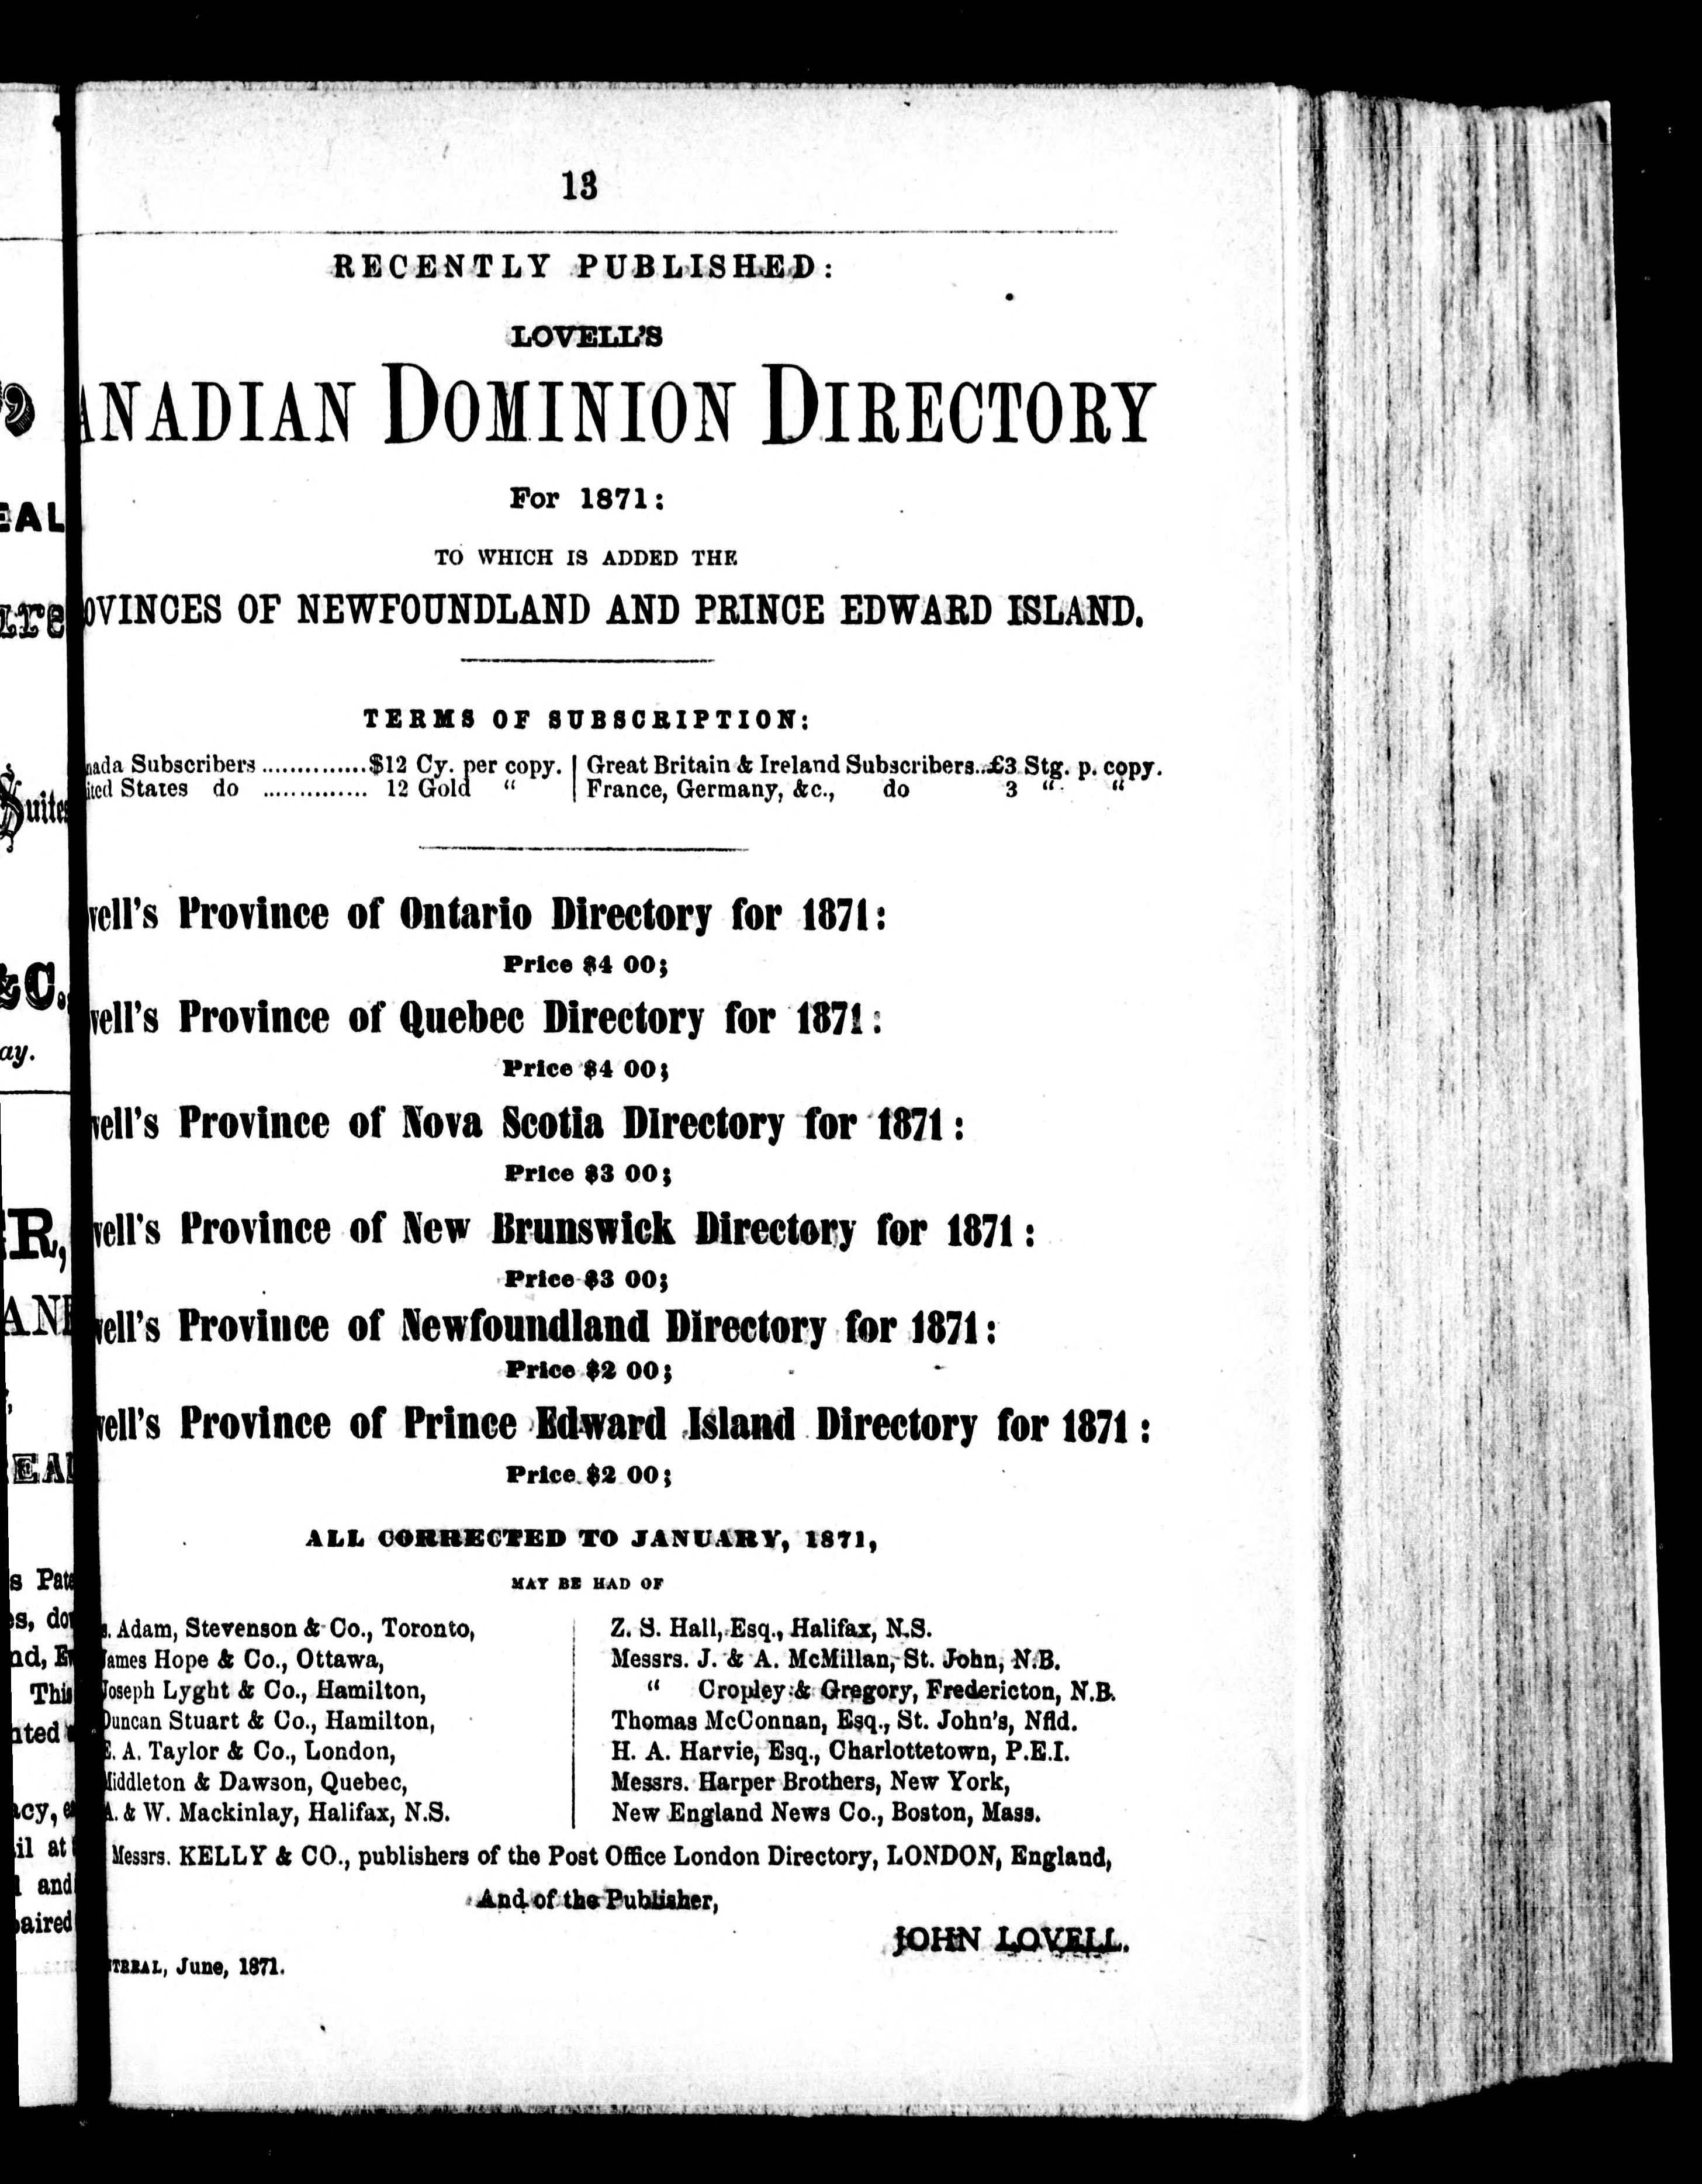 13
RECENTLY PUBLISHED:
LOVELL'S
ANADIAN DOMINION DIRECTORY
For 1871:
TO WHICH IS ADDED THE
OVINCES OF NEWFOUNDLAND AND PRINCE EDWARD ISLAND.
TERMS OF SUBSCRIPTION:
nada Subscribers ..............$12 Cy. per copy. | Great Britain & Ireland Subscribers..£3 Stg. p. copy.
ited States do .............. 12 Gold " | France, Germany, &c., do 3 " "
vell's Province of Ontario Directory for 1871:
Price $4 00;
vell's Province of Quebec Directory for 1871:
Price $4 00;
vell's Province of Nova Scotia Directory for 1871:
Price $3 00;
vell's Province of New Brunswick Directory for 1871:
Price $3 00;
vell's Province of Newfoundland Directory for 1871:
Price $2 00;
vell's Province of Prince Edward Island Directory for 1871:
Price $2 00;
ALL CORRECTED TO JANUARY, 1871,
MAY BE HAD OF
s. Adam, Stevenson & Co., Toronto,
James Hope & Co., Ottawa,
Joseph Lyght & Co., Hamilton,
Duncan Stuart & Co., Hamilton,
E. A. Taylor & Co., London,
Middleton & Dawson, Quebec,
A. & W. Mackinlay, Halifax, N.S.
Z. S. Hall, Esq., Halifax, N.S.
Messrs. J. & A. McMillan, St. John, N.B.
" Cropley & Gregory, Fredericton, N.B.
Thomas McConnan, Esq., St. John's, Nfld.
H. A. Harvie, Esq., Charlottetown, P.E.I.
Messrs. Harper Brothers, New York,
New England News Co., Boston, Mass.
Messrs. KELLY & CO., publishers of the Post Office London Directory, LONDON, England,
And of the Publisher,
JOHN LOVELL.
TREAL, June, 1871.